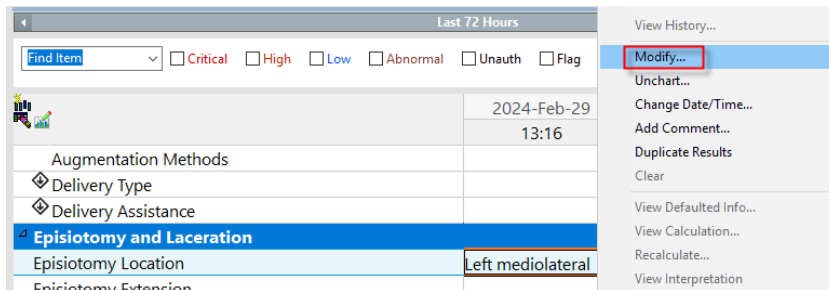 Last 72 Hours
Find Item Critical High Low Abnormal Unauth Flag
2024-Feb-29
13:16
Augmentation Methods
Delivery Type
Delivery Assistance
Episiotomy and Laceration
Episiotomy Location Left mediolateral
Episiotomy Extension
View History...
Modify...
Unchart...
Change Date/Time...
Add Comment...
Duplicate Results
Clear
View Defaulted Info...
View Calculation...
Recalculate...
View Interpretation